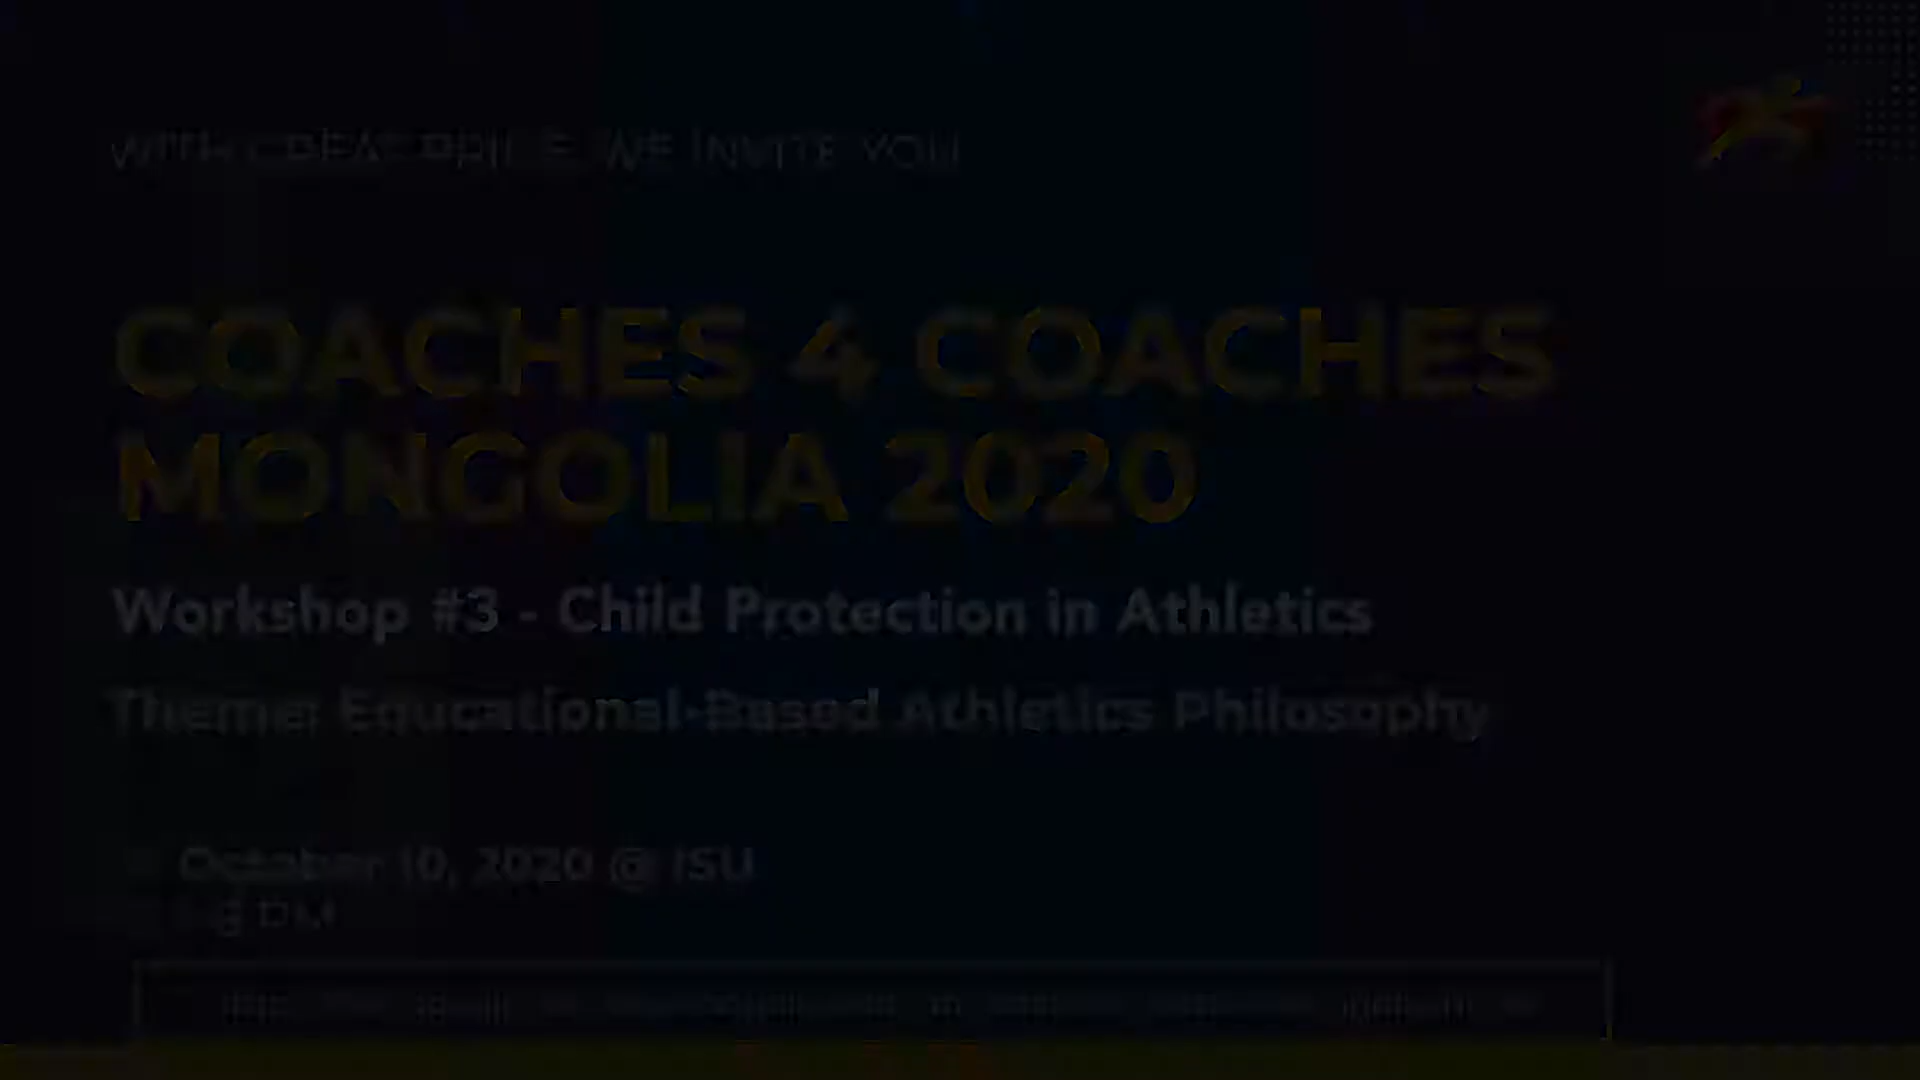 WITH GREAT PRIDE, WE INVITE YOU
COACHES 4 COACHES
MONGOLIA 2020
Workshop #3 - Child Protection in Athletics
Theme: Educational-Based Athletics Philosophy
October 10, 2020 @ ISU
PM